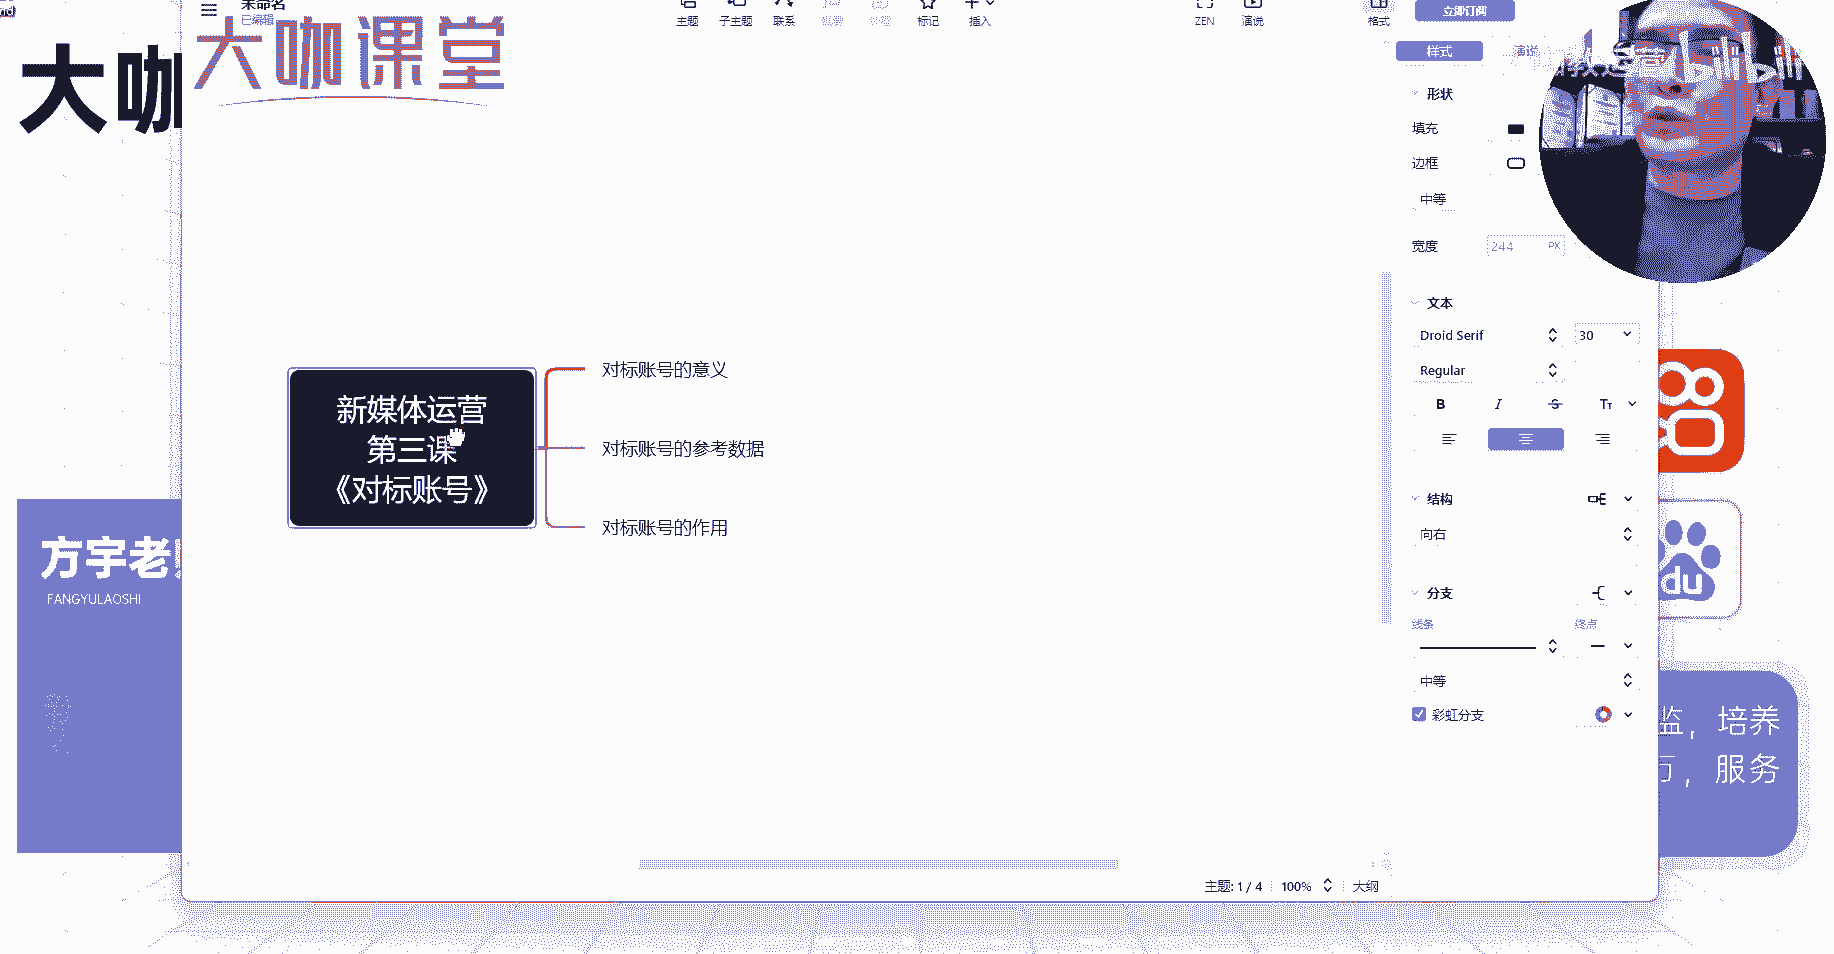 未命名
已编辑
主题
子主题
联系
标记
插入
ZEN
演说
格式
立即订阅
大咖
大咖课堂
样式
演说
形状
填充
边框
中等
宽度
244
PX
文本
Droid Serif
30
Regular
B
I
S
Tт
结构
向右
分支
线条
终点
中等
彩虹分支
新媒体运营
第三课
《对标账号》
对标账号的意义
对标账号的参考数据
对标账号的作用
方宇老
FANGYULAOSHI
du
监，培养
万，服务
主题: 1 / 4
100%
大纲